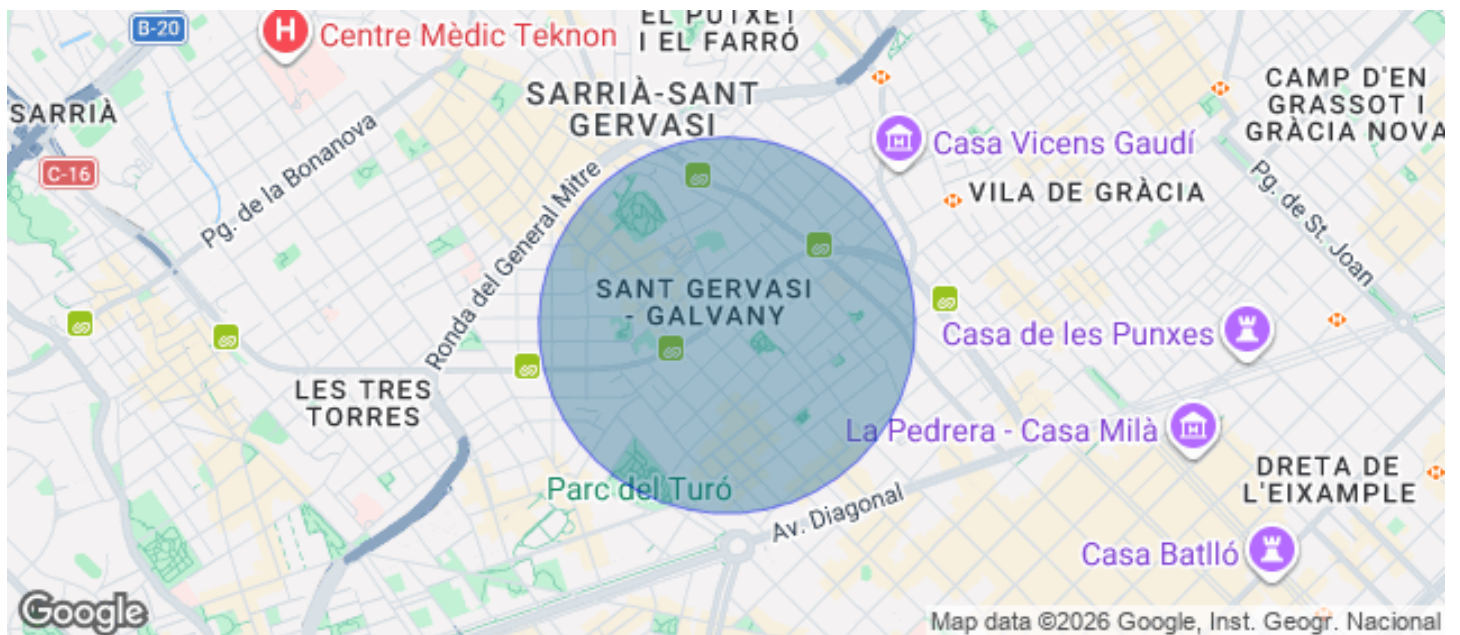 B-20
Centre Mèdic Teknon
EL PUTXET
I EL FARRÓ
SARRIÀ
SARRIÀ-SANT
GERVASI
CAMP D'EN
GRASSOT I
GRÀCIA NOVA
C-16
Pg. de la Bonanova
Casa Vicens Gaudí
VILA DE GRÀCIA
Ronda del General Mitre
Pg. de St. Joan
SANT GERVASI
- GALVANY
Casa de les Punxes
LES TRES
TORRES
La Pedrera - Casa Milà
DRETA DE
L'EIXAMPLE
Parc del Turó
Av. Diagonal
Casa Batlló
Google
Map data ©2026 Google, Inst. Geogr. Nacional